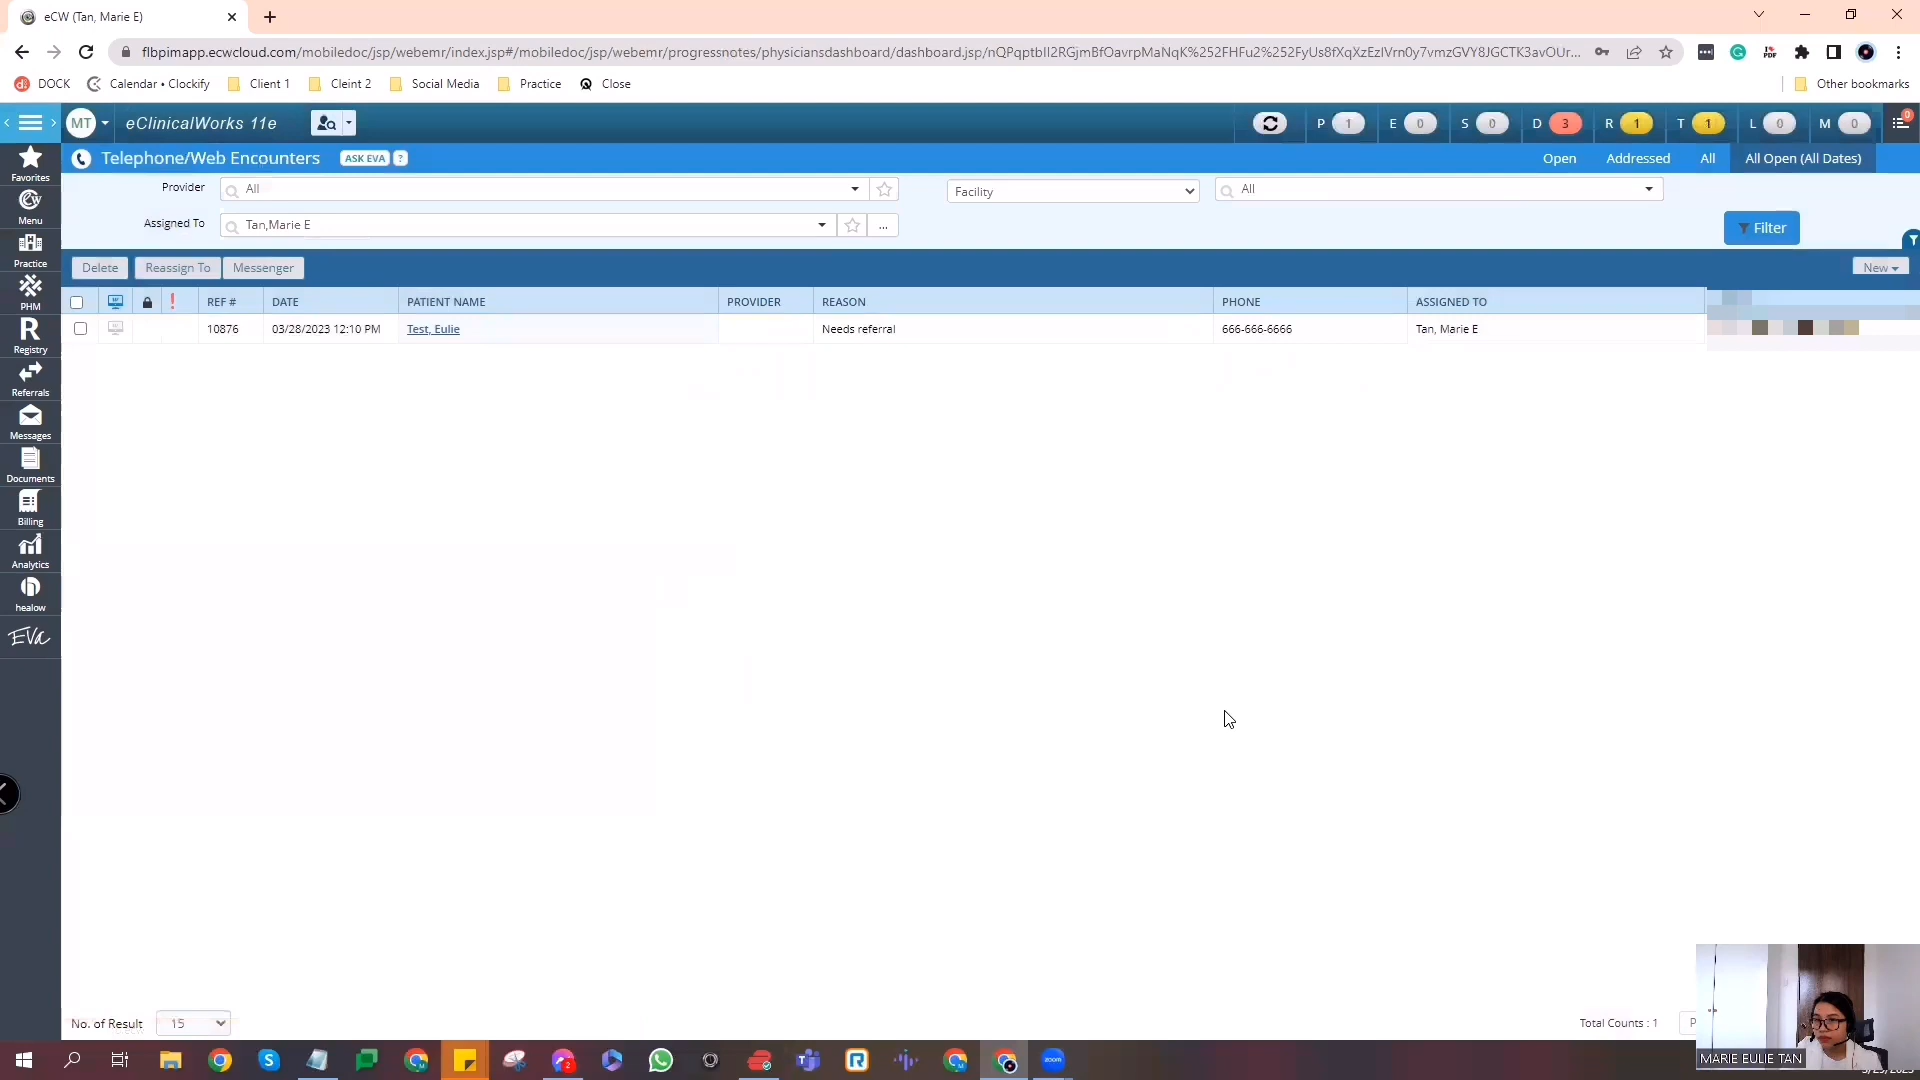 eCW (Tan, Marie E)
flbpimapp.ecwcloud.com/mobiledoc/jsp/webemr/index.jsp#/mobiledoc/jsp/webemr/progressnotes/physiciansdashboard/dashboard.jsp/
DOCK Calendar • Clockify Client 1 Cleint 2 Social Media Practice Close Other bookmarks
MT eClinicalWorks 11e P 1 E 0 S 0 D 3 R 1 T 1 L 0 M 0 0
Telephone/Web Encounters ASK EVA ? Open Addressed All All Open (All Dates)
Provider All Facility All
Assigned To Tan,Marie E ... Filter
Delete Reassign To Messenger New
REF # DATE PATIENT NAME PROVIDER REASON PHONE ASSIGNED TO
10876 03/28/2023 12:10 PM Test, Eulie Needs referral 666-666-6666 Tan, Marie E
Favorites
Menu
Practice
PHM
R
Registry
Referrals
Messages
Documents
Billing
Analytics
healow
EVA
No. of Result 15 Total Counts : 1 P
MARIE EULIE TAN